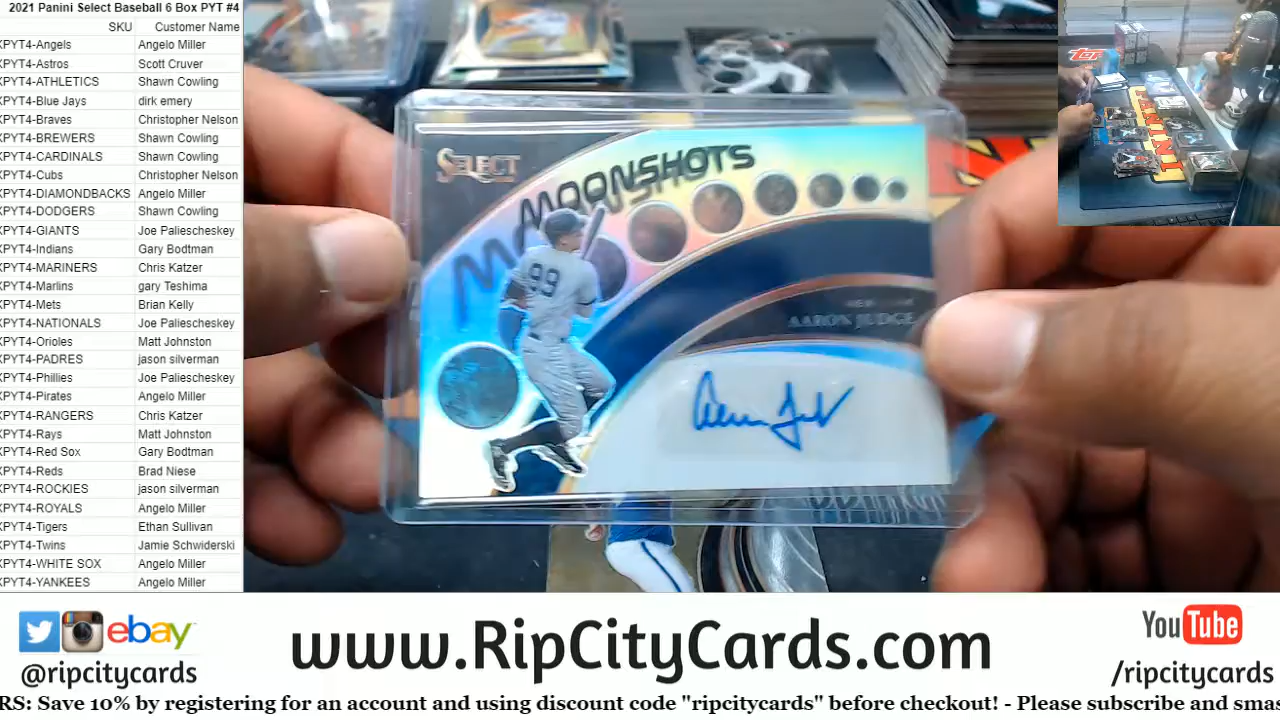 2021 Panini Select Baseball 6 Box PYT #4
SKU Customer Name
XPYT4-Angels Angelo Miller
XPYT4-Astros Scott Cruver
XPYT4-ATHLETICS Shawn Cowling
XPYT4-Blue Jays dirk emery
XPYT4-Braves Christopher Nelson
XPYT4-BREWERS Shawn Cowling
XPYT4-CARDINALS Shawn Cowling
XPYT4-Cubs Christopher Nelson
XPYT4-DIAMONDBACKS Angelo Miller
XPYT4-DODGERS Shawn Cowling
XPYT4-GIANTS Joe Paliescheskey
XPYT4-Indians Gary Bodtman
XPYT4-MARINERS Chris Katzer
XPYT4-Marlins gary Teshima
XPYT4-Mets Brian Kelly
XPYT4-NATIONALS Joe Paliescheskey
XPYT4-Orioles Matt Johnston
XPYT4-PADRES jason silverman
XPYT4-Phillies Joe Paliescheskey
XPYT4-Pirates Angelo Miller
XPYT4-RANGERS Chris Katzer
XPYT4-Rays Matt Johnston
XPYT4-Red Sox Gary Bodtman
XPYT4-Reds Brad Niese
XPYT4-ROCKIES jason silverman
XPYT4-ROYALS Angelo Miller
XPYT4-Tigers Ethan Sullivan
XPYT4-Twins Jamie Schwiderski
XPYT4-WHITE SOX Angelo Miller
XPYT4-YANKEES Angelo Miller
SELECT
MOONSHOTS
99
AARON JUDGE
PANINI
ebay
@ripcitycards
www.RipCityCards.com
YouTube
/ripcitycards
RS: Save 10% by registering for an account and using discount code "ripcitycards" before checkout! - Please subscribe and smas